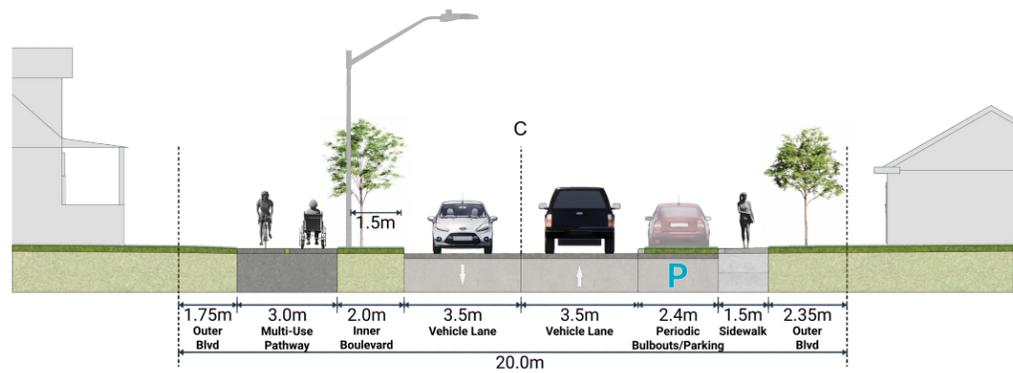 C
1.5m
P
1.75m
Outer
Blvd
3.0m
Multi-Use
Pathway
2.0m
Inner
Boulevard
3.5m
Vehicle Lane
3.5m
Vehicle Lane
2.4m
Periodic
Bulbouts/Parking
1.5m
Sidewalk
2.35m
Outer
Blvd
20.0m